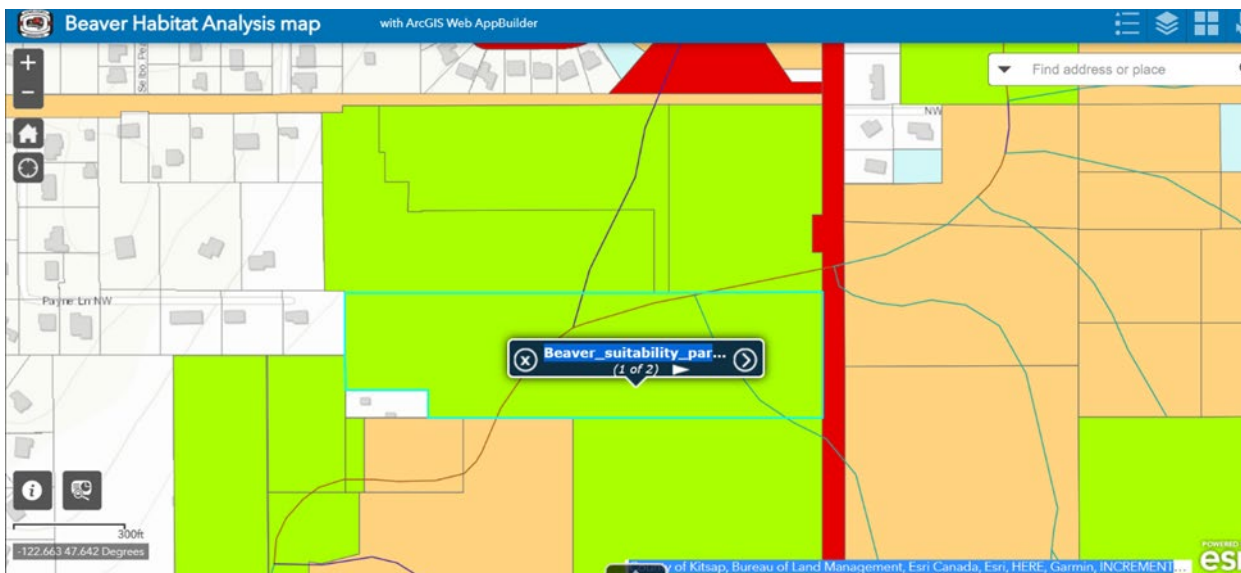 Beaver Habitat Analysis map
with ArcGIS Web AppBuilder
+
−
Find address or place
NW
Payne Ln NW
Beaver_suitability_par...
(1 of 2)
300ft
-122.663 47.642 Degrees
of Kitsap, Bureau of Land Management, Esri Canada, Esri, HERE, Garmin, INCREMENT...
POWERED
esri